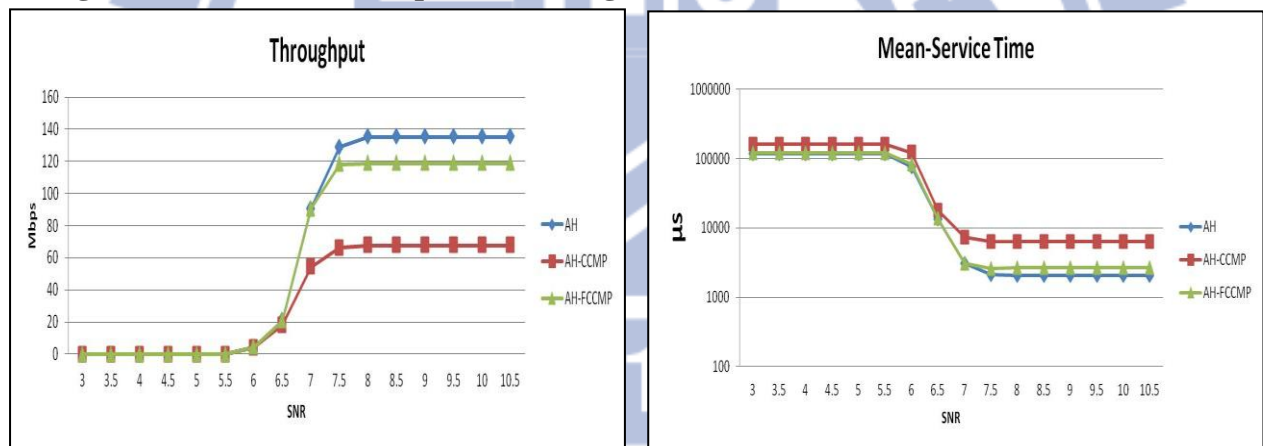 Throughput
Mbps
160
140
120
100
80
60
40
20
0
3 3.5 4 4.5 5 5.5 6 6.5 7 7.5 8 8.5 9 9.5 10 10.5
SNR
AH
AH-CCMP
AH-FCCMP
Mean-Service Time
µs
1000000
100000
10000
1000
100
3 3.5 4 4.5 5 5.5 6 6.5 7 7.5 8 8.5 9 9.5 10 10.5
SNR
AH
AH-CCMP
AH-FCCMP